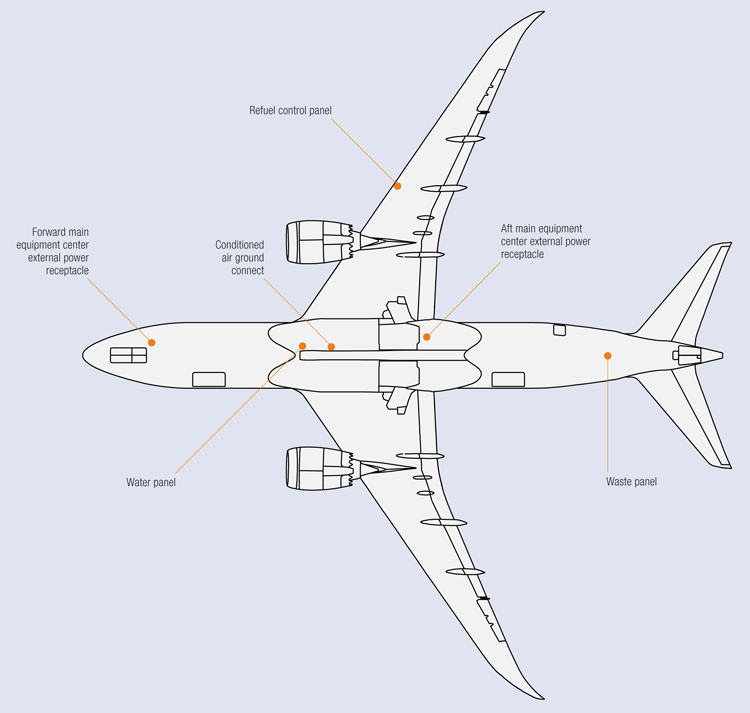 Refuel control panel
Forward main
equipment center
external power
receptacle
Conditioned
air ground
connect
Aft main equipment
center external power
receptacle
Water panel
Waste panel